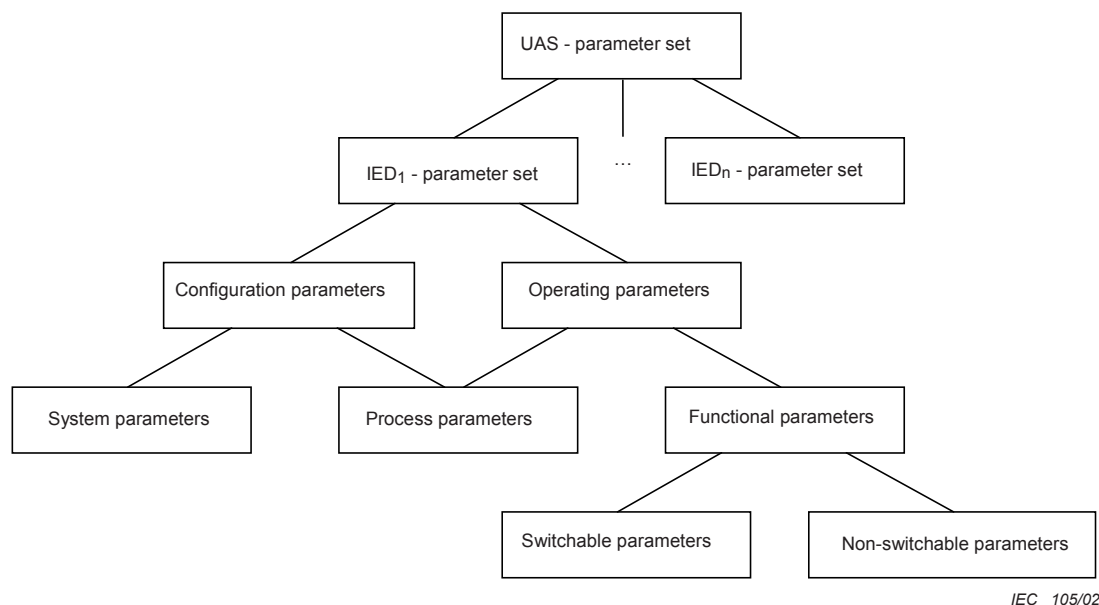 UAS - parameter set
IED1 - parameter set
...
IEDn - parameter set
Configuration parameters
Operating parameters
System parameters
Process parameters
Functional parameters
Switchable parameters
Non-switchable parameters
IEC 105/02